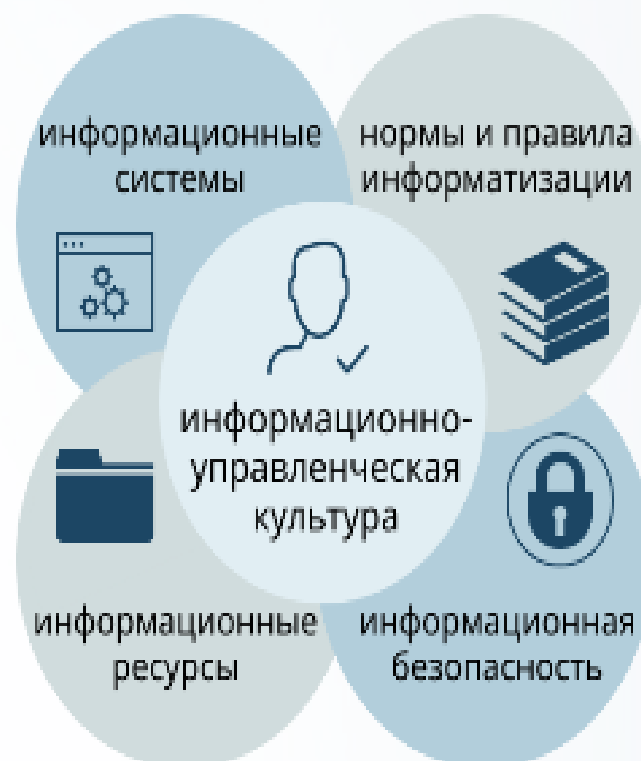 информационные
системы
нормы и правила
информатизации
информационно-
управленческая
культура
информационные
ресурсы
информационная
безопасность